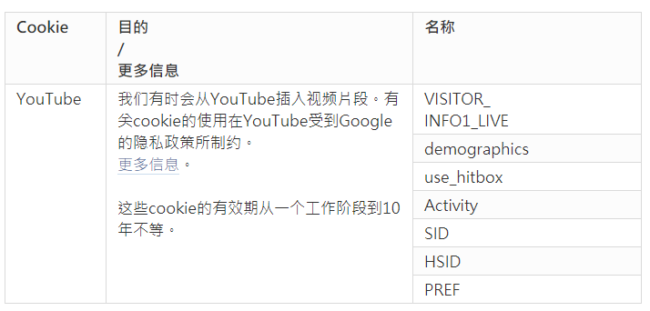 Cookie
目的
/
更多信息
名称
YouTube
我们有时会从YouTube插入视频片段。有
关cookie的使用在YouTube受到Google
的隐私政策所制约。
更多信息。
这些cookie的有效期从一个工作阶段到10
年不等。
VISITOR_
INFO1_LIVE
demographics
use_hitbox
Activity
SID
HSID
PREF